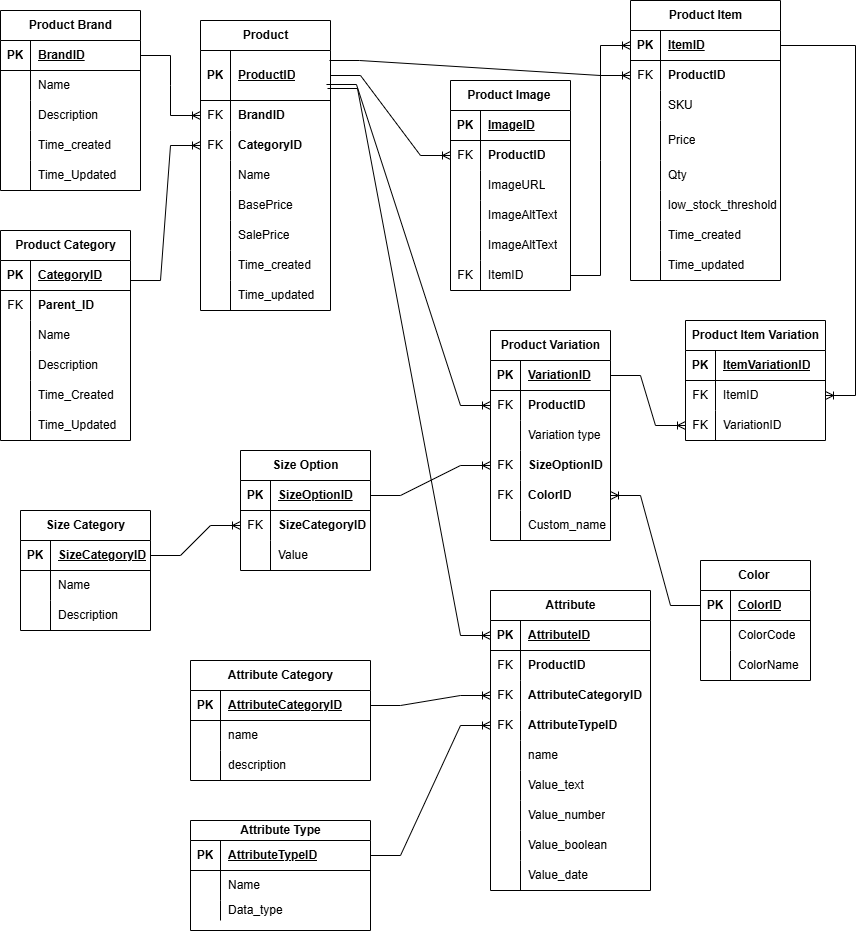 Product Brand
PK BrandID
Name
Description
Time_created
Time_Updated
Product
PK ProductID
FK BrandID
FK CategoryID
Name
BasePrice
SalePrice
Time_created
Time_updated
Product Image
PK ImageID
FK ProductID
ImageURL
ImageAltText
ImageAltText
FK ItemID
Product Item
PK ItemID
FK ProductID
SKU
Price
Qty
low_stock_threshold
Time_created
Time_updated
Product Category
PK CategoryID
FK Parent_ID
Name
Description
Time_Created
Time_Updated
Product Variation
PK VariationID
FK ProductID
Variation type
FK SizeOptionID
FK ColorID
Custom_name
Product Item Variation
PK ItemVariationID
FK ItemID
FK VariationID
Size Option
PK SizeOptionID
FK SizeCategoryID
Value
Size Category
PK SizeCategoryID
Name
Description
Color
PK ColorID
ColorCode
ColorName
Attribute
PK AttributeID
FK ProductID
FK AttributeCategoryID
FK AttributeTypeID
name
Value_text
Value_number
Value_boolean
Value_date
Attribute Category
PK AttributeCategoryID
name
description
Attribute Type
PK AttributeTypeID
Name
Data_type